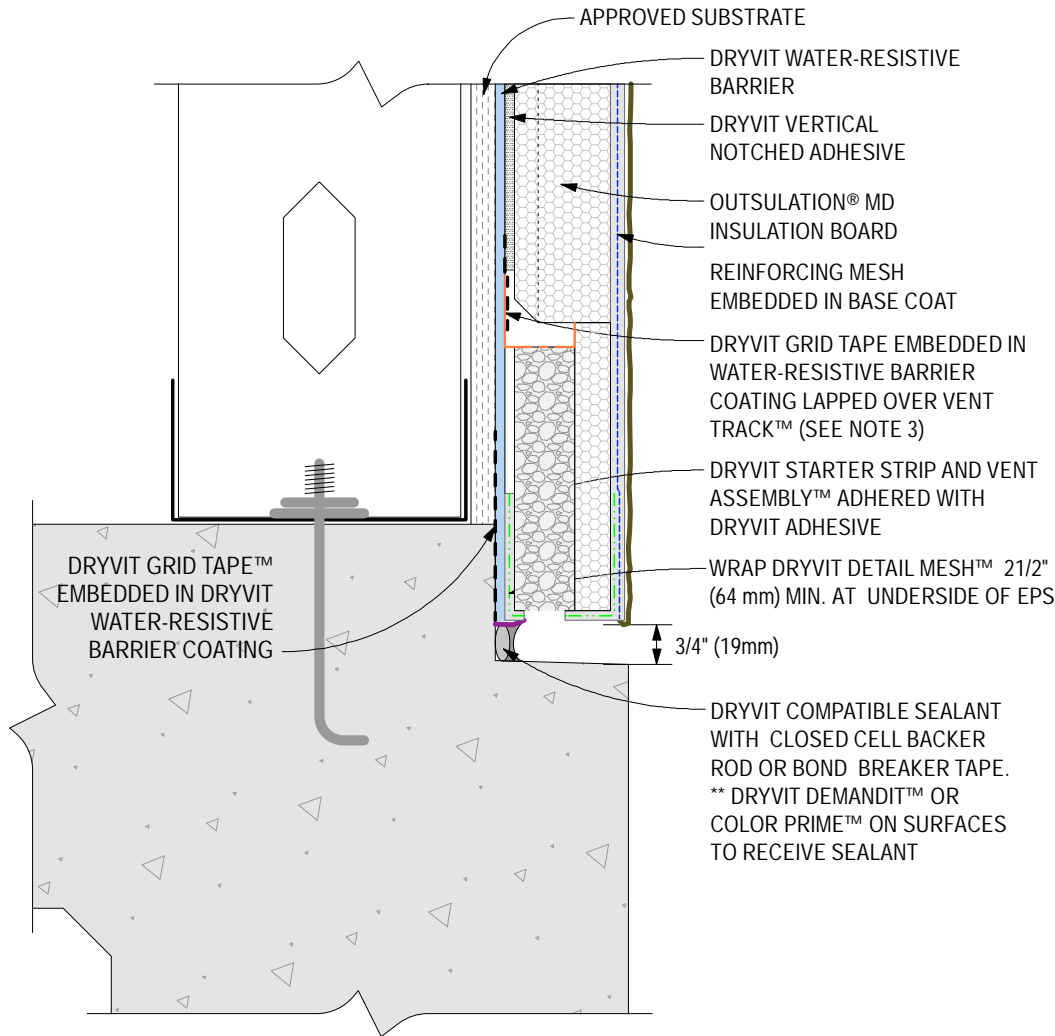 APPROVED SUBSTRATE
DRYVIT WATER-RESISTIVE
BARRIER
DRYVIT VERTICAL
NOTCHED ADHESIVE
OUTSULATION® MD
INSULATION BOARD
REINFORCING MESH
EMBEDDED IN BASE COAT
DRYVIT GRID TAPE EMBEDDED IN
WATER-RESISTIVE BARRIER
COATING LAPPED OVER VENT
TRACK™ (SEE NOTE 3)
DRYVIT STARTER STRIP AND VENT
ASSEMBLY™ ADHERED WITH
DRYVIT ADHESIVE
WRAP DRYVIT DETAIL MESH™ 21/2"
(64 mm) MIN. AT UNDERSIDE OF EPS
DRYVIT GRID TAPE™
EMBEDDED IN DRYVIT
WATER-RESISTIVE
BARRIER COATING
3/4" (19mm)
DRYVIT COMPATIBLE SEALANT
WITH CLOSED CELL BACKER
ROD OR BOND BREAKER TAPE.
** DRYVIT DEMANDIT™ OR
COLOR PRIME™ ON SURFACES
TO RECEIVE SEALANT